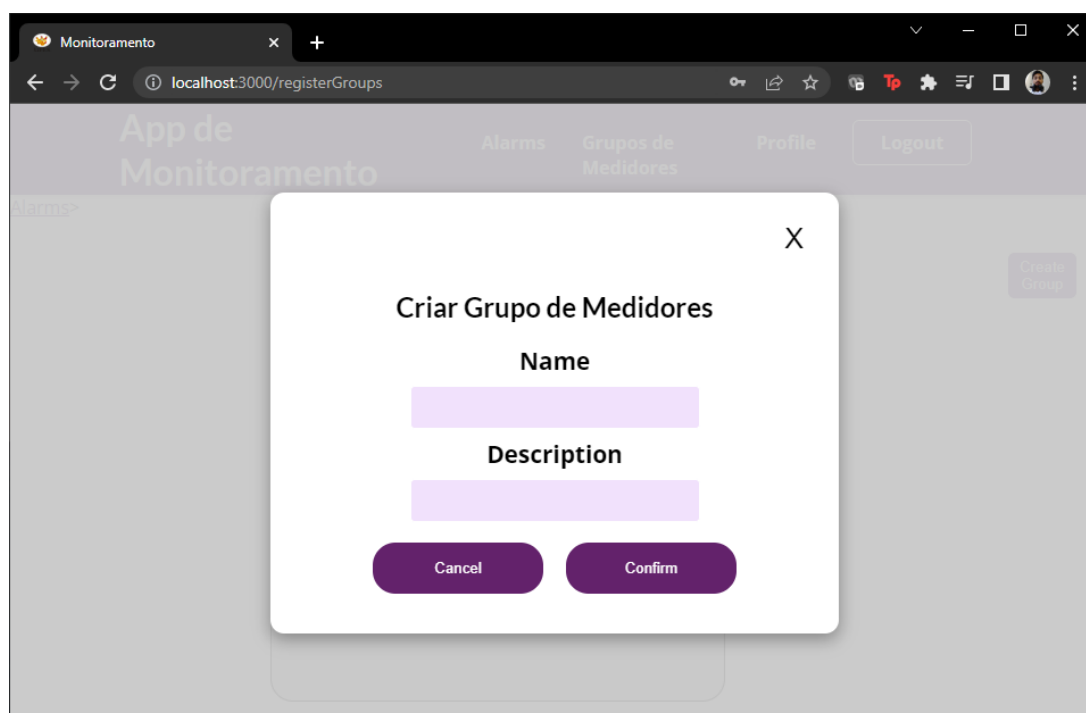 Monitoramento
localhost:3000/registerGroups
Tp
App de
Monitoramento
Alarms
Grupos de
Medidores
Profile
Logout
Alarms>
Create
Group
X
Criar Grupo de Medidores
Name
Description
Cancel
Confirm